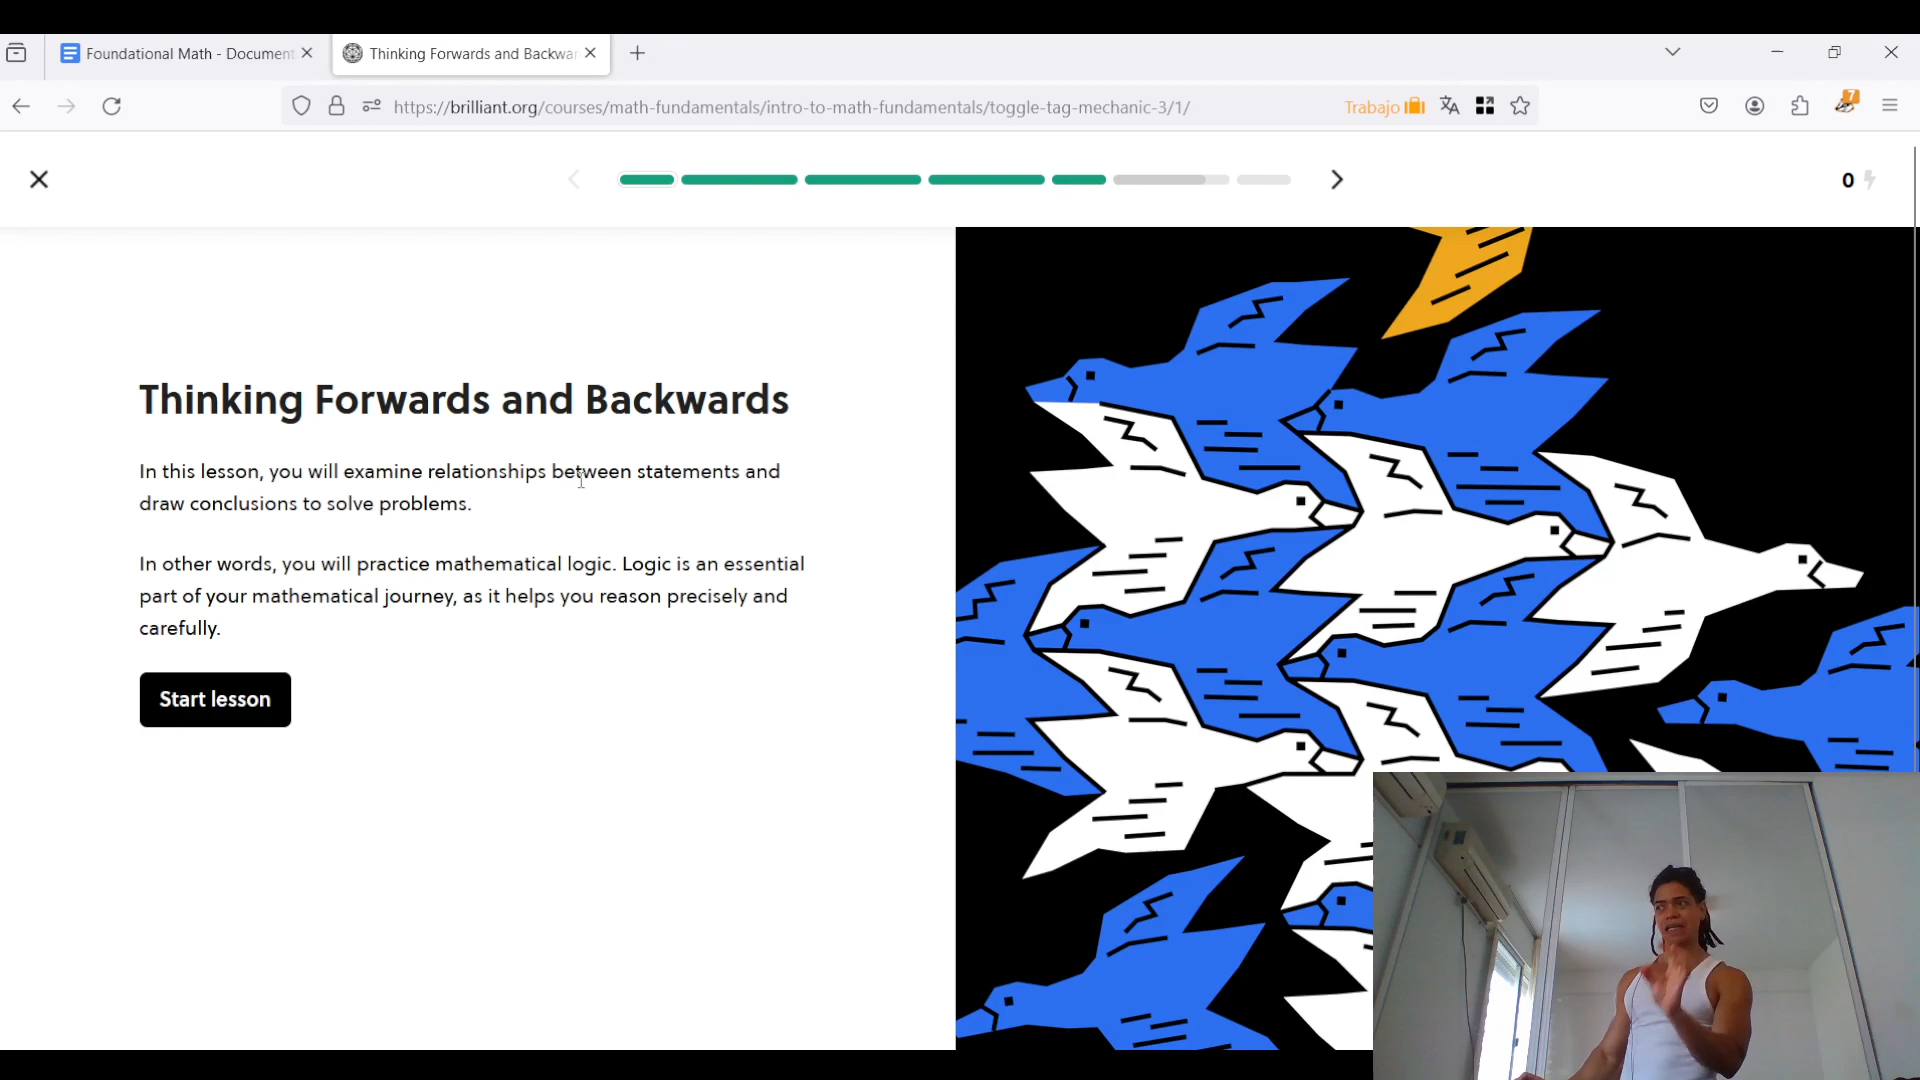 Foundational Math - Document
Thinking Forwards and Backwar
https://brilliant.org/courses/math-fundamentals/intro-to-math-fundamentals/toggle-tag-mechanic-3/1/
Trabajo
7
0
Thinking Forwards and Backwards
In this lesson, you will examine relationships between statements and
draw conclusions to solve problems.
In other words, you will practice mathematical logic. Logic is an essential
part of your mathematical journey, as it helps you reason precisely and
carefully.
Start lesson